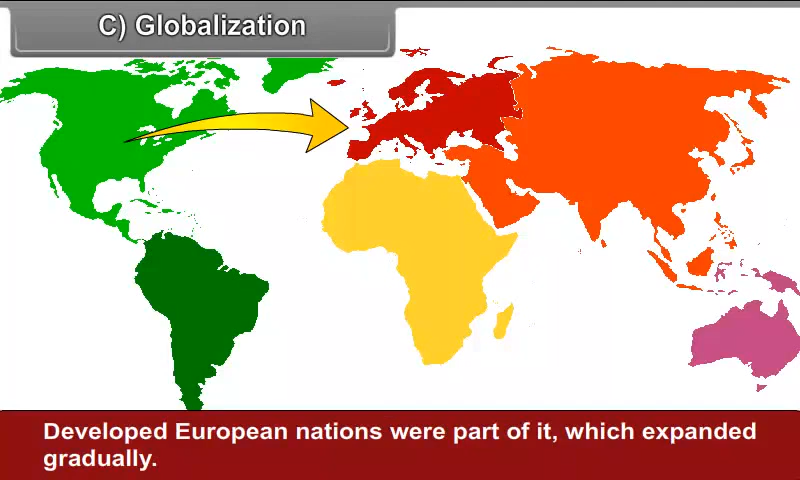 C) Globalization
Developed European nations were part of it, which expanded
gradually.